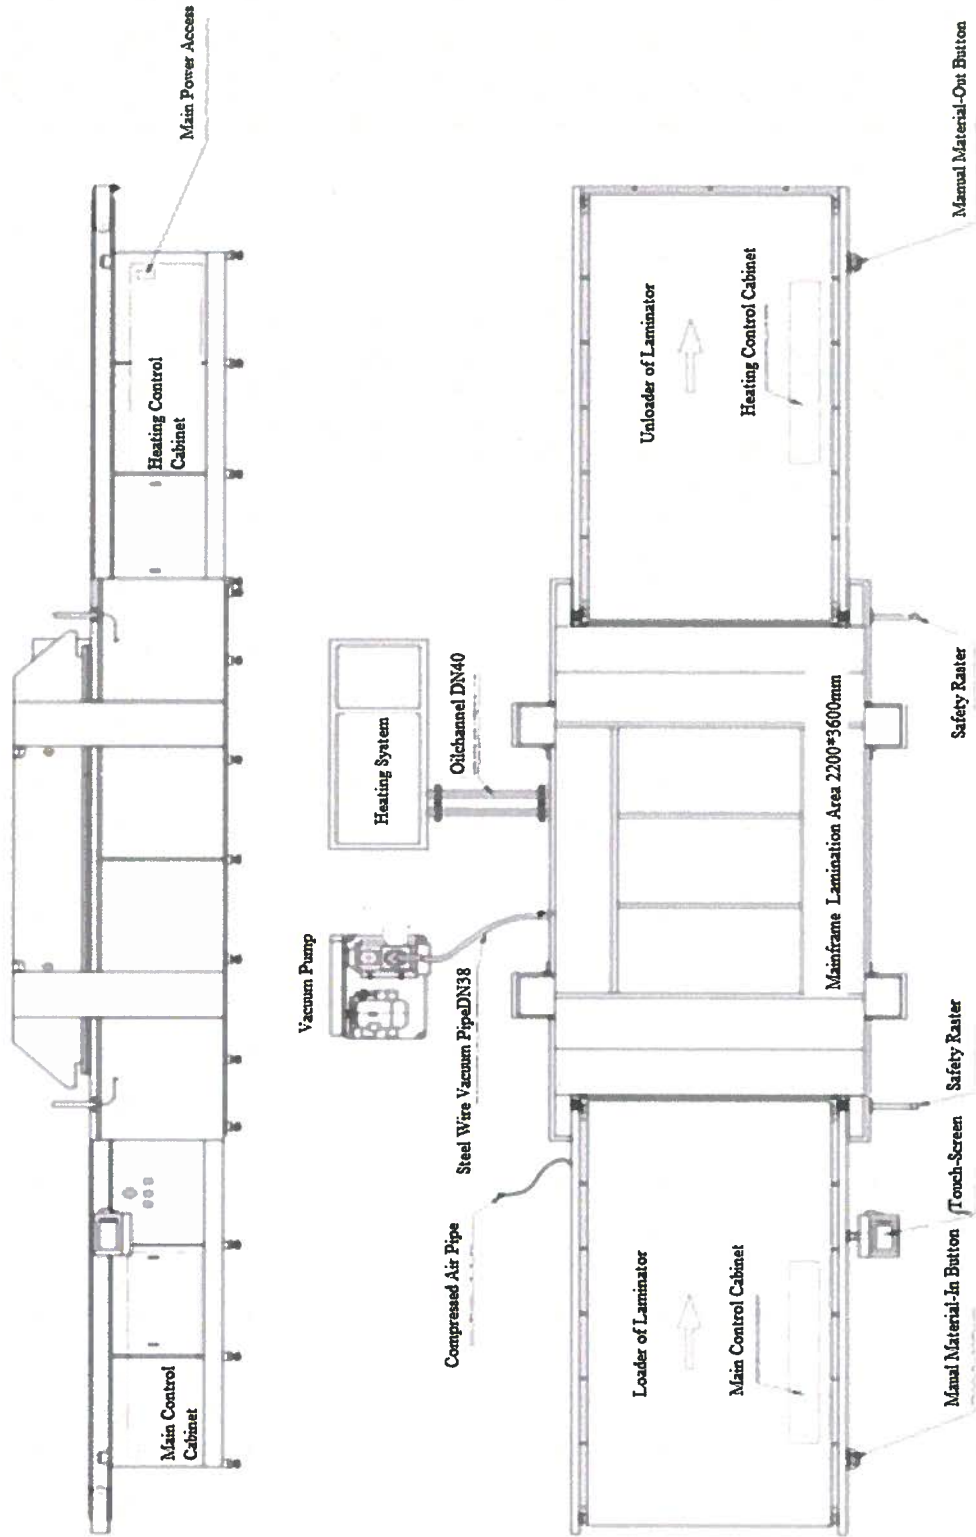 Main Power Access
Heating Control
Cabinet
Main Control
Cabinet
Vacuum Pump
Heating System
Oilchannel DN40
Steel Wire Vacuum PipeDN38
Compressed Air Pipe
Loader of Laminator
Main Control Cabinet
Mainframe Lamination Area 2200*3600mm
Unloader of Laminator
Heating Control Cabinet
Maual Material-In Button
Touch-Screen
Safety Raster
Safety Raster
Manual Material-Out Button